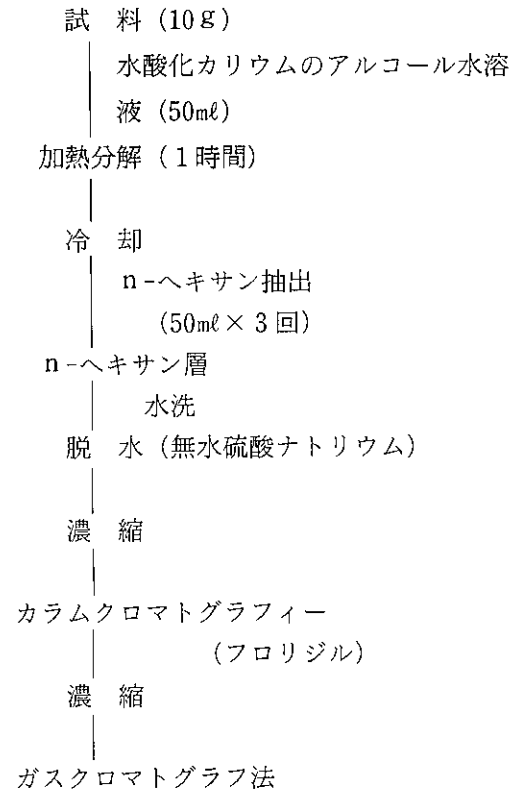 試　料（10ｇ）
水酸化カリウムのアルコール水溶
液（50㎖）
加熱分解（１時間）
冷　却
n-ヘキサン抽出
（50㎖×３回）
n-ヘキサン層
水洗
脱　水（無水硫酸ナトリウム）
濃　縮
カラムクロマトグラフィー
（フロリジル）
濃　縮
ガスクロマトグラフ法